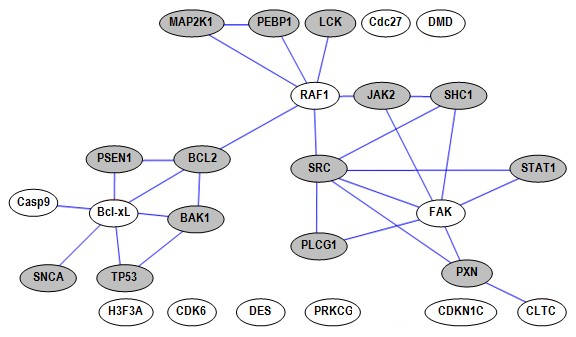 MAP2K1 PEBP1 LCK Cdc27 DMD
RAF1 JAK2 SHC1
PSEN1 BCL2 SRC STAT1
Casp9 Bcl-xL BAK1 FAK
PLCG1
SNCA TP53 PXN
H3F3A CDK6 DES PRKCG CDKN1C CLTC